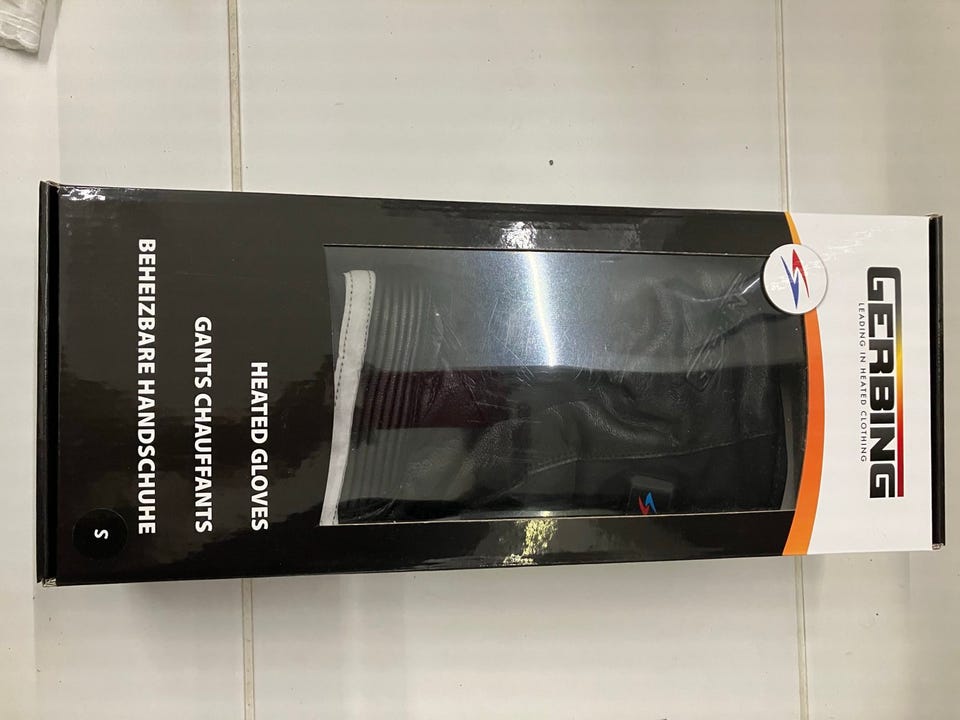 GERBING
LEADING IN HEATED CLOTHING
HEATED GLOVES
GANTS CHAUFFANTS
BEHEIZBARE HANDSCHUHE
S